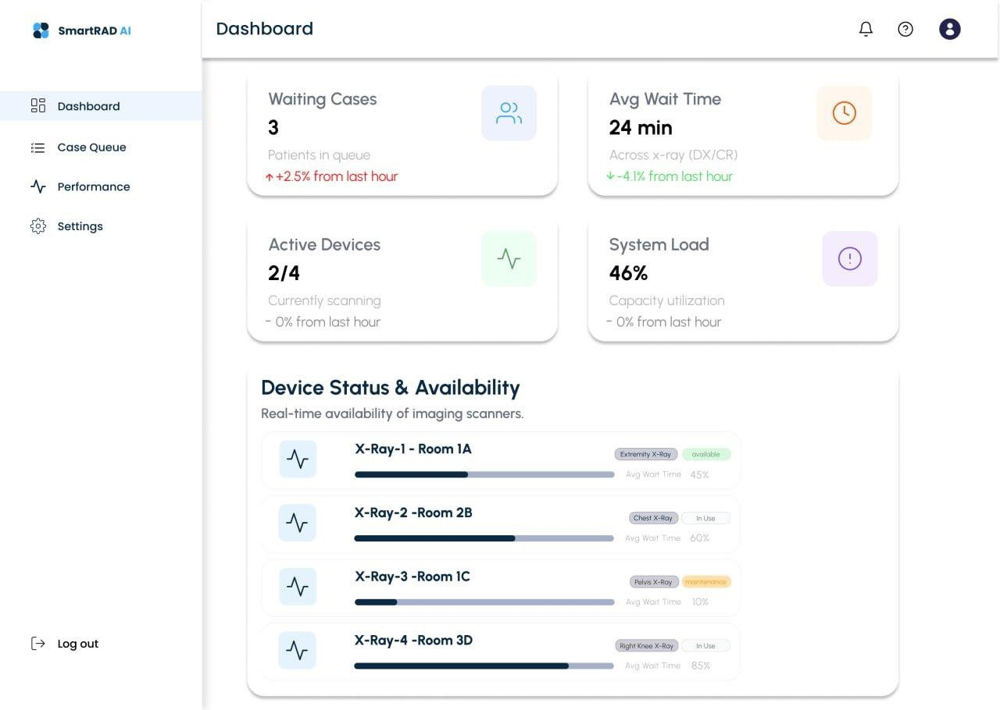 SmartRAD AI
Dashboard
Dashboard
Case Queue
Performance
Settings
Log out
Waiting Cases
3
Patients in queue
↑ +2.5% from last hour
Avg Wait Time
24 min
Across x-ray (DX/CR)
↓ -4.1% from last hour
Active Devices
2/4
Currently scanning
- 0% from last hour
System Load
46%
Capacity utilization
- 0% from last hour
Device Status & Availability
Real-time availability of imaging scanners.
X-Ray-1 - Room 1A
Extremity X-Ray available
Avg Wait Time 45%
X-Ray-2 -Room 2B
Chest X-Ray In Use
Avg Wait Time 60%
X-Ray-3 -Room 1C
Pelvis X-Ray maintenance
Avg Wait Time 10%
X-Ray-4 -Room 3D
Right Knee X-Ray In Use
Avg Wait Time 85%